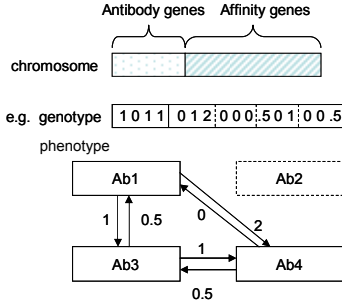 Antibody genes Affinity genes
chromosome
e.g. genotype 1 0 1 1 0 1 2 0 0 0 .5 0 1 0 0 .5
phenotype
Ab1 Ab2
1 0.5 0 2
Ab3 1 Ab4
0.5